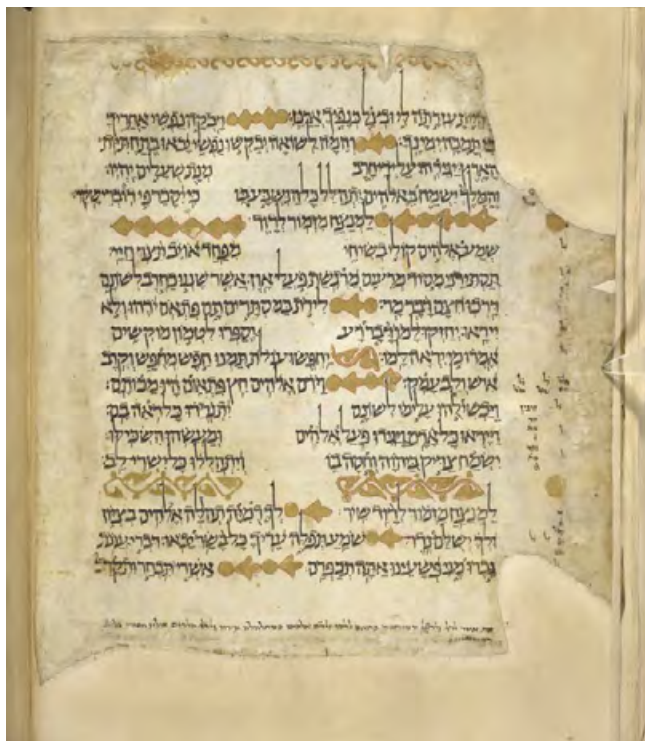 עזרתה לי ובצל כנפיך ארנן׃ דבקה נפשי אחריך
בי תמכה ימינך׃ והמה לשואה יבקשו נפשי יבאו בתחתיות
הארץ׃ יגירהו על ידי חרב מנת שעלים יהיו׃
והמלך ישמח באלהים יתהלל כל הנשבע בו כי יסכר פי דוברי שקר׃
למנצח מזמור לדוד׃
שמע אלהים קולי בשיחי מפחד אויב תצר חיי׃
תסתירני מסוד מרעים מרגשת פעלי און׃ אשר שננו כחרב לשונם
דרכו חצם דבר מר׃ לירות במסתרים תם פתאם ירהו ולא
ייראו׃ יחזקו למו דבר רע יספרו לטמון מוקשים
אמרו מי יראה למו׃ יחפשו עולת תמנו חפש מחפש וקרב
איש ולב עמק׃ וירם אלהים חץ פתאום היו מכותם׃
ויכשילוהו עלימו לשונם יתנדדו כל ראה בם׃
וייראו כל אדם ויגידו פעל אלהים ומעשהו השכילו׃
ישמח צדיק ביהוה וחסה בו ויתהללו כל ישרי לב׃
למנצח מזמור לדוד שיר׃ לך דמיה תהלה אלהים בציון
ולך ישלם נדר׃ שמע תפלה עדיך כל בשר יבאו׃ דברי עונת
גברו מני פשעינו אתה תכפרם׃ אשרי תבחר ותקרב